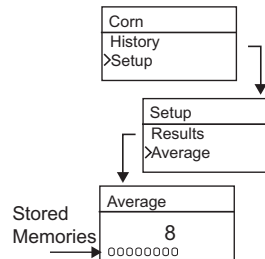 Corn
History
>Setup
Setup
Results
>Average
Average
Stored
Memories
8
00000000